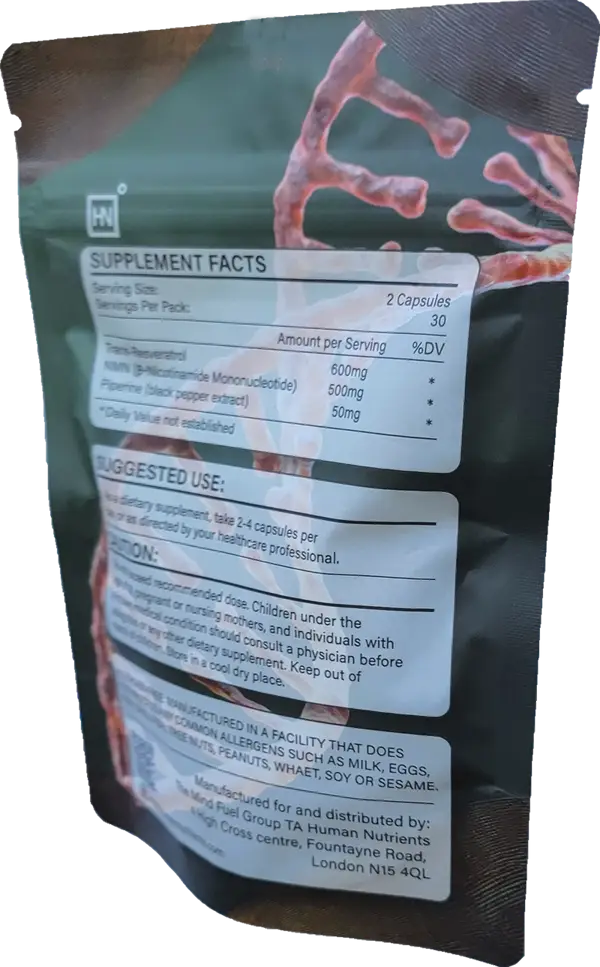 HN
SUPPLEMENT FACTS
Serving Size: 2 Capsules
Servings Per Pack: 30
Amount per Serving %DV
Trans-Resveratrol 600mg *
NMN (β-Nicotinamide Mononucleotide) 500mg *
Piperine (black pepper extract) 50mg *
*Daily Value not established
SUGGESTED USE:
a dietary supplement, take 2-4 capsules per
or as directed by your healthcare professional.
recommended dose. Children under the
pregnant or nursing mothers, and individuals with
medical condition should consult a physician before
or any other dietary supplement. Keep out of
Store in a cool dry place.
MANUFACTURED IN A FACILITY THAT DOES
COMMON ALLERGENS SUCH AS MILK, EGGS,
TREE NUTS, PEANUTS, WHAET, SOY OR SESAME.
Manufactured for and distributed by:
Mind Fuel Group TA Human Nutrients
High Cross centre, Fountayne Road,
London N15 4QL